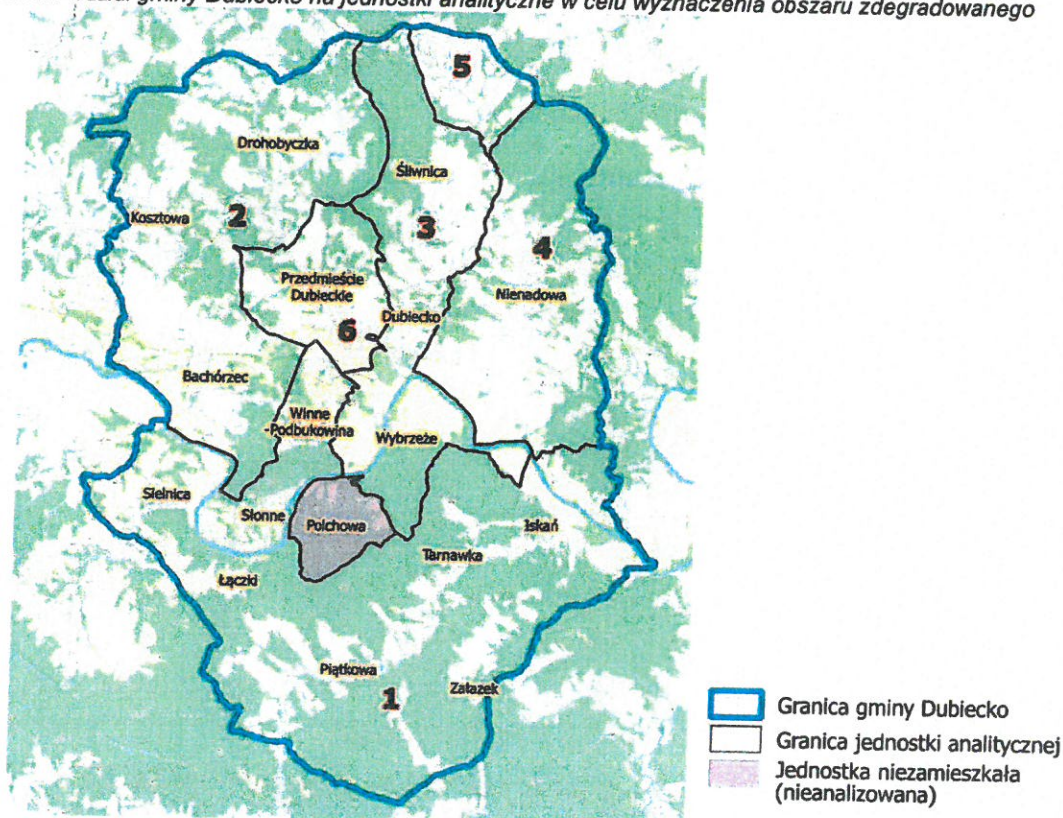 gminy Dubiecko na jednostki analityczne w celu wyznaczenia obszaru zdegradowanego
5
Drohobyczka
Śliwnica
Kosztowa
2
3
4
Przedmieście
Dubieckie
Nienadowa
6
Dubiecko
Bachórzec
Winne
-Podbukowina
Wybrzeże
Sielnica
Słonne
Polchowa
Iskań
Tarnawka
Łączki
Piątkowa
1
Załazek
Granica gminy Dubiecko
Granica jednostki analitycznej
Jednostka niezamieszkała
(nieanalizowana)